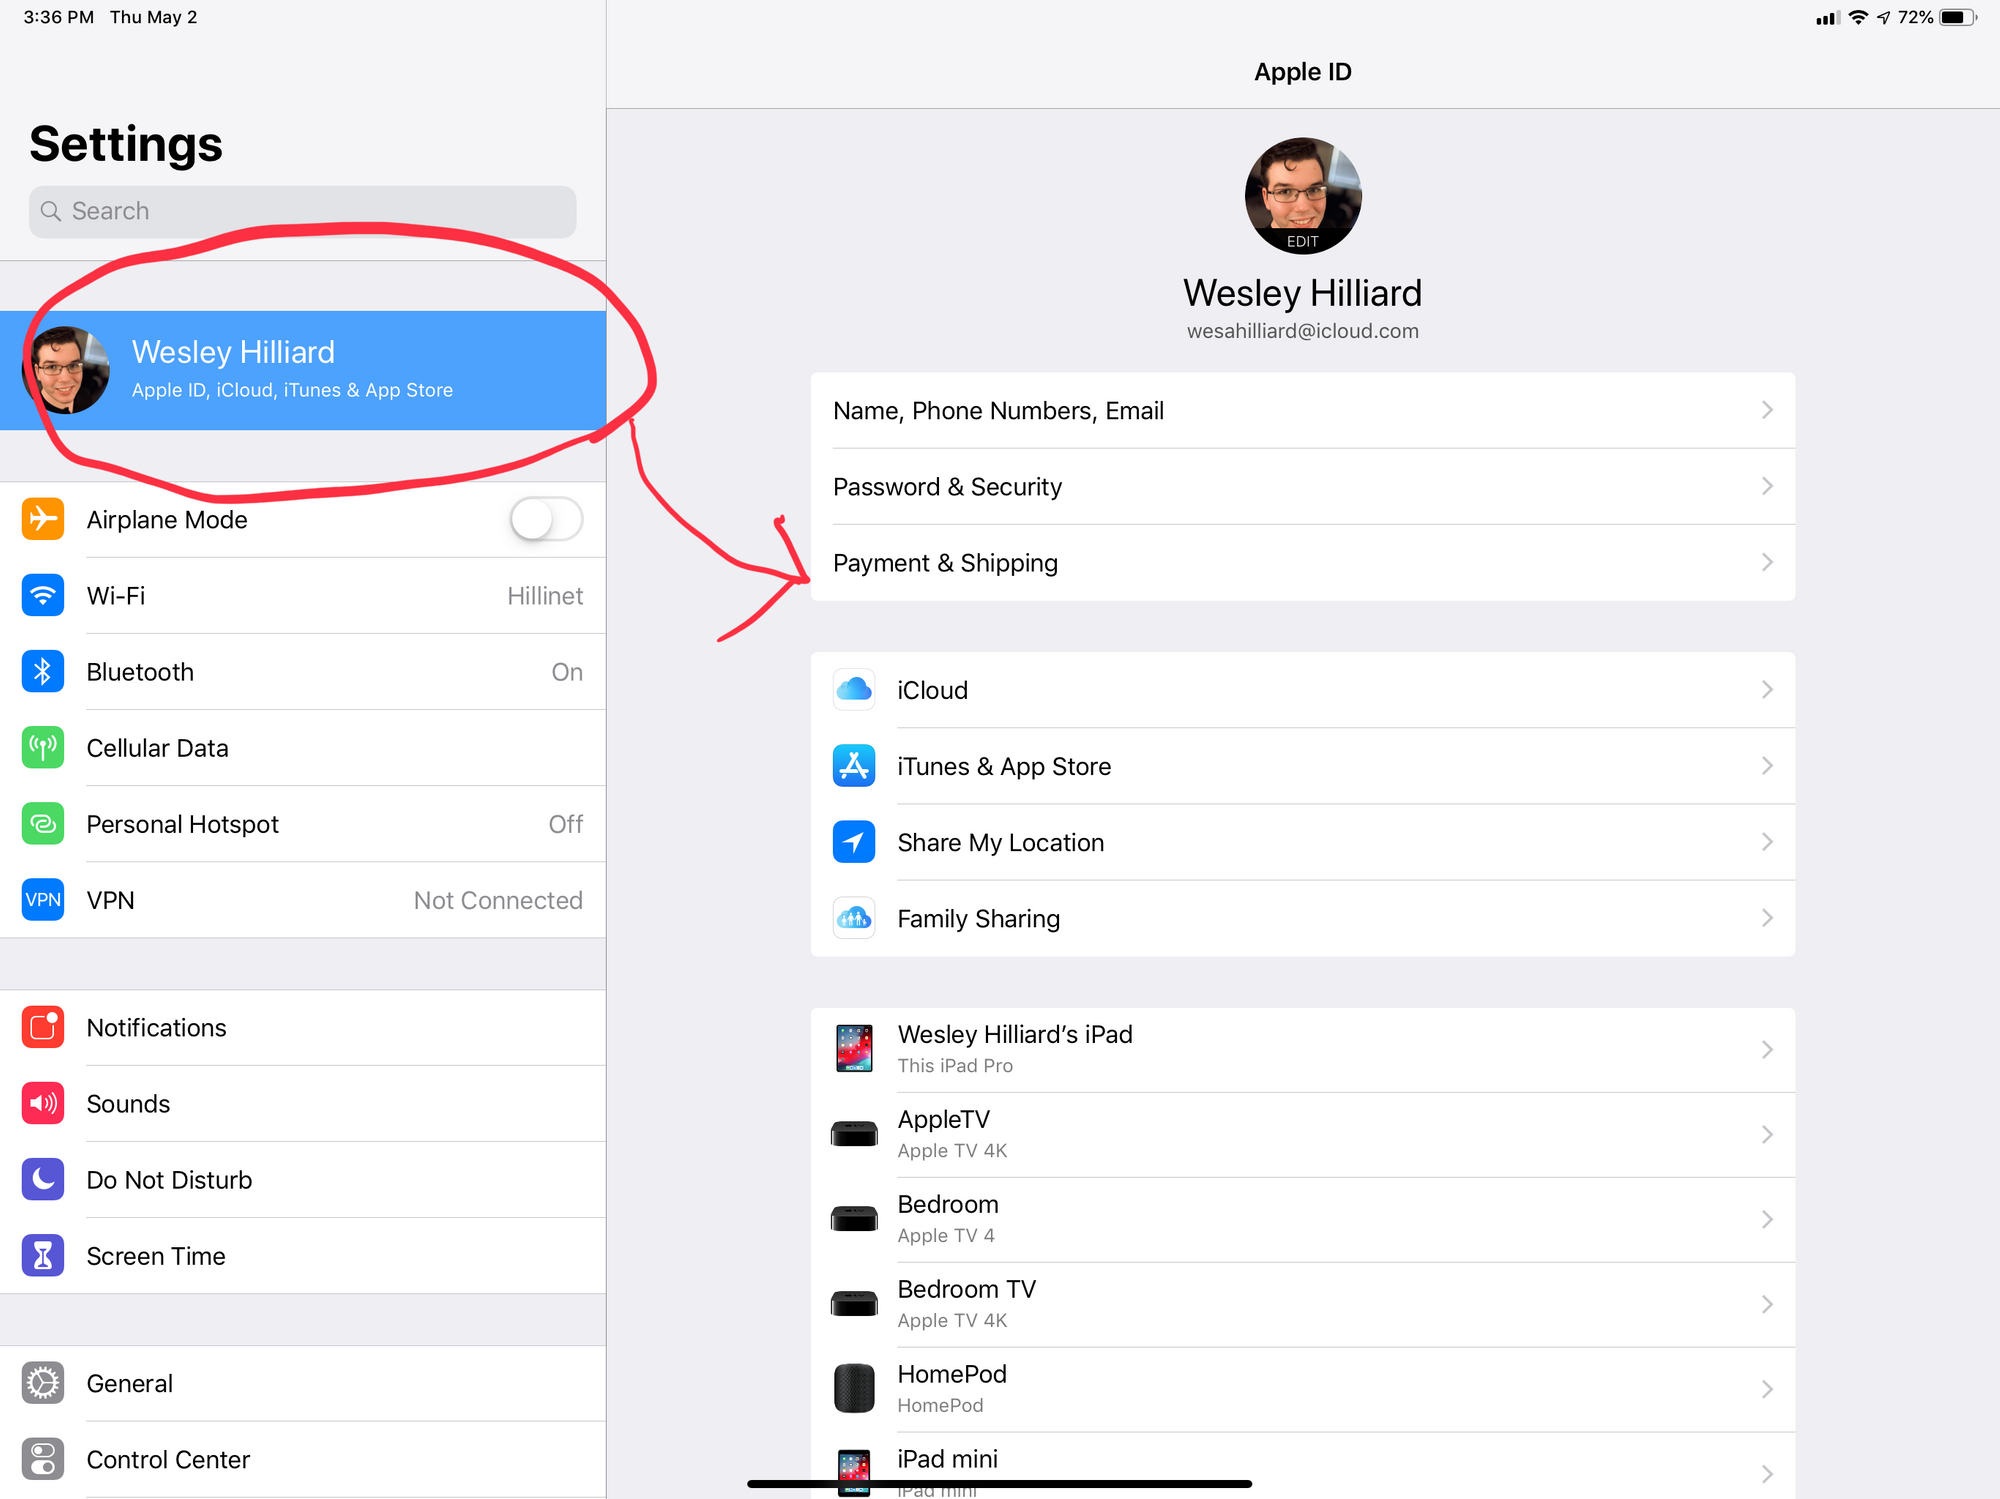 3:36 PM Thu May 2
72%
Settings
Search
Wesley Hilliard
Apple ID, iCloud, iTunes & App Store
Airplane Mode
Wi-Fi Hillinet
Bluetooth On
Cellular Data
Personal Hotspot Off
VPN VPN Not Connected
Notifications
Sounds
Do Not Disturb
Screen Time
General
Control Center
Apple ID
EDIT
Wesley Hilliard
wesahilliard@icloud.com
Name, Phone Numbers, Email
Password & Security
Payment & Shipping
iCloud
iTunes & App Store
Share My Location
Family Sharing
Wesley Hilliard’s iPad
This iPad Pro
AppleTV
Apple TV 4K
Bedroom
Apple TV 4
Bedroom TV
Apple TV 4K
HomePod
HomePod
iPad mini
iPad mini